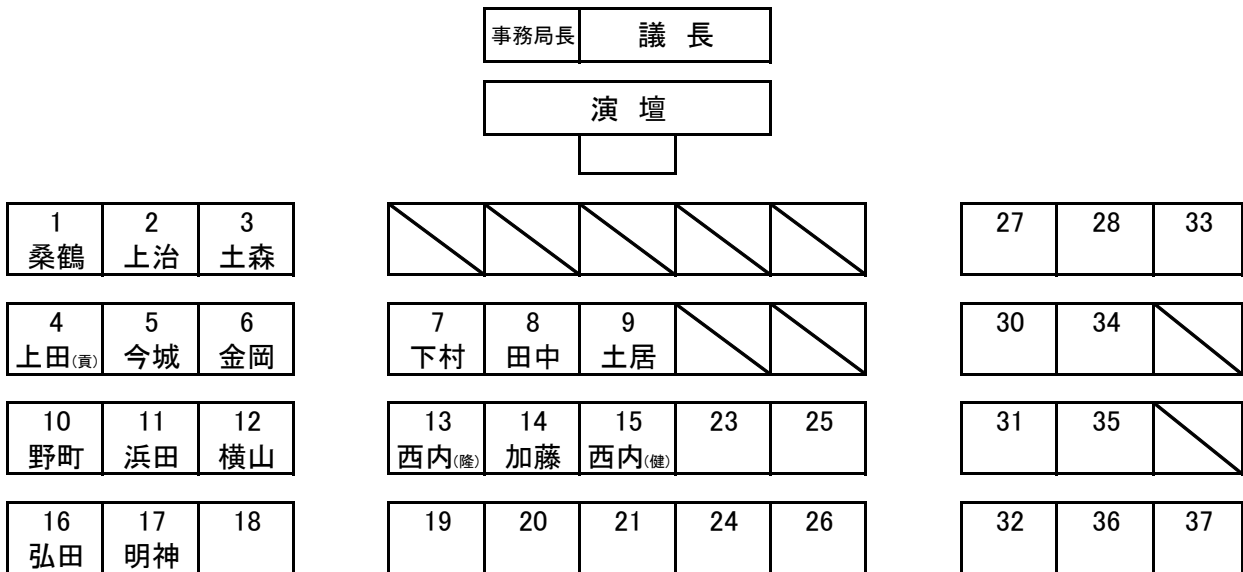 事務局長 議 長
演 壇
1 2 3 27 28 33
桑鶴 上治 土森
4 5 6 7 8 9 30 34
上田(貢) 今城 金岡 下村 田中 土居
10 11 12 13 14 15 23 25 31 35
野町 浜田 横山 西内(隆) 加藤 西内(健)
16 17 18 19 20 21 24 26 32 36 37
弘田 明神